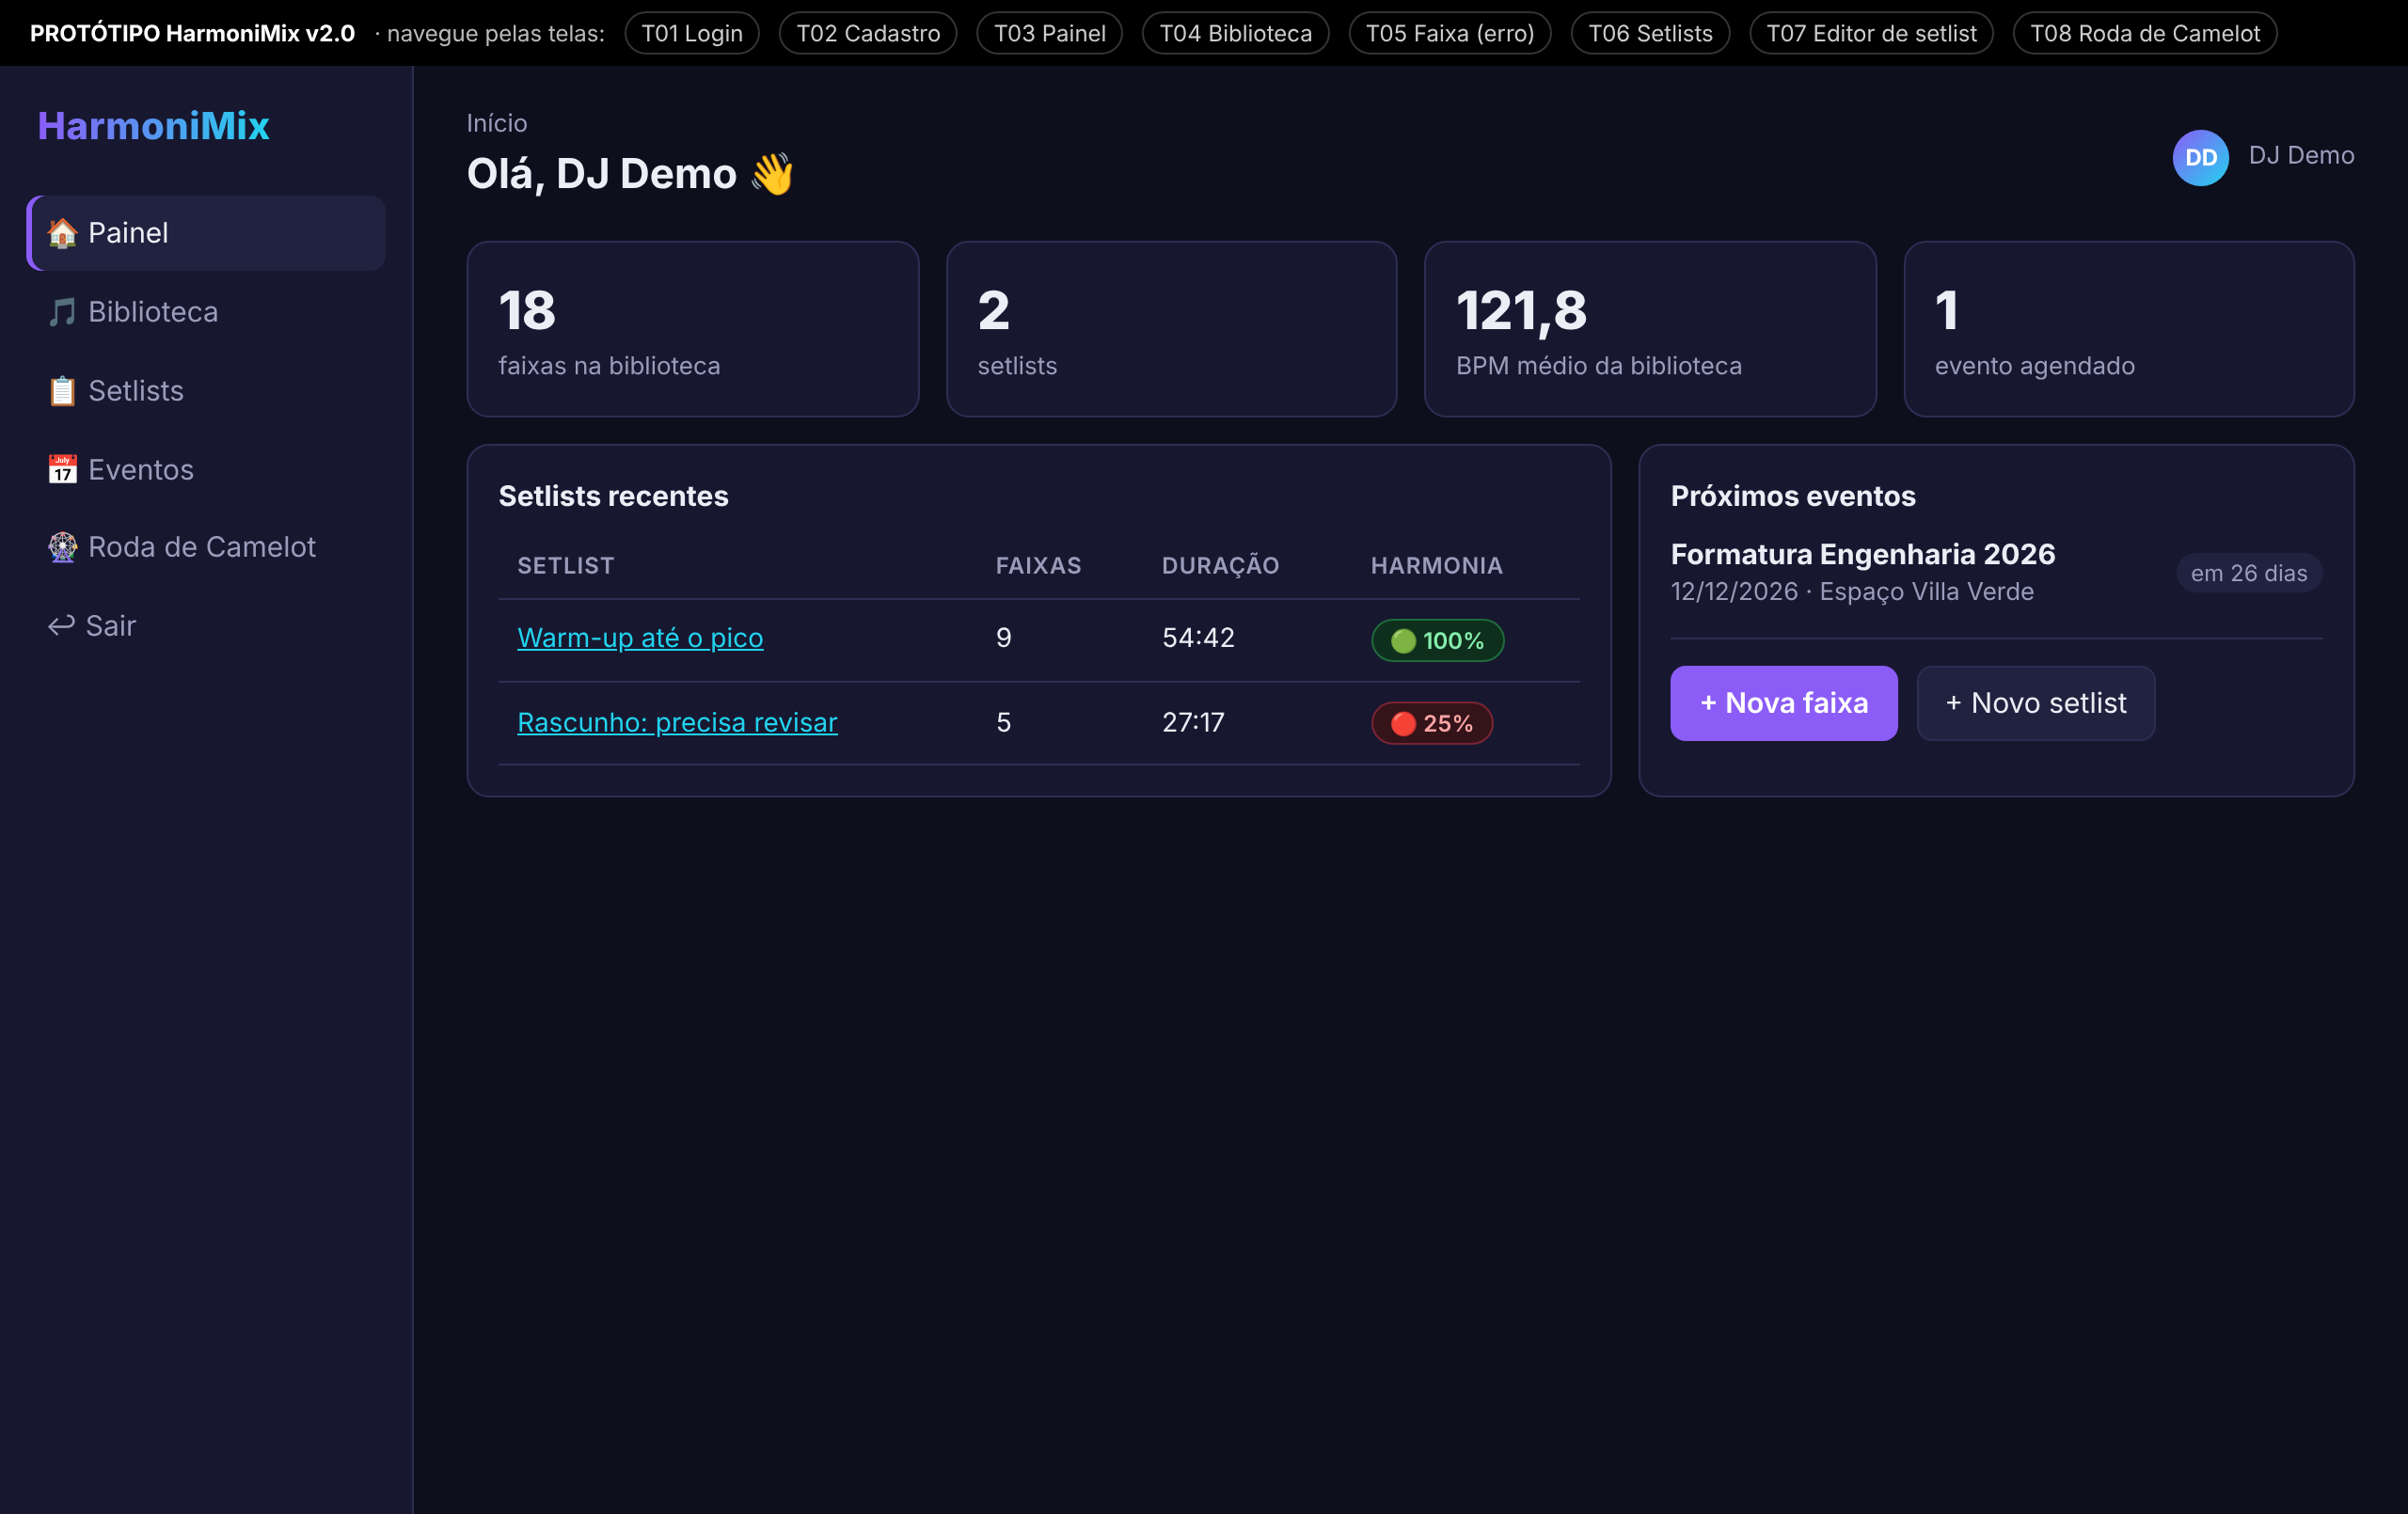 PROTÓTIPO HarmoniMix v2.0 · navegue pelas telas: T01 Login T02 Cadastro T03 Painel T04 Biblioteca T05 Faixa (erro) T06 Setlists T07 Editor de setlist T08 Roda de Camelot
HarmoniMix
Painel
Biblioteca
Setlists
Eventos
Roda de Camelot
Sair
Início
Olá, DJ Demo 👋
DD DJ Demo
18
faixas na biblioteca
2
setlists
121,8
BPM médio da biblioteca
1
evento agendado
Setlists recentes
SETLIST FAIXAS DURAÇÃO HARMONIA
Warm-up até o pico 9 54:42 🟢 100%
Rascunho: precisa revisar 5 27:17 🔴 25%
Próximos eventos
Formatura Engenharia 2026
12/12/2026 · Espaço Villa Verde
em 26 dias
+ Nova faixa + Novo setlist